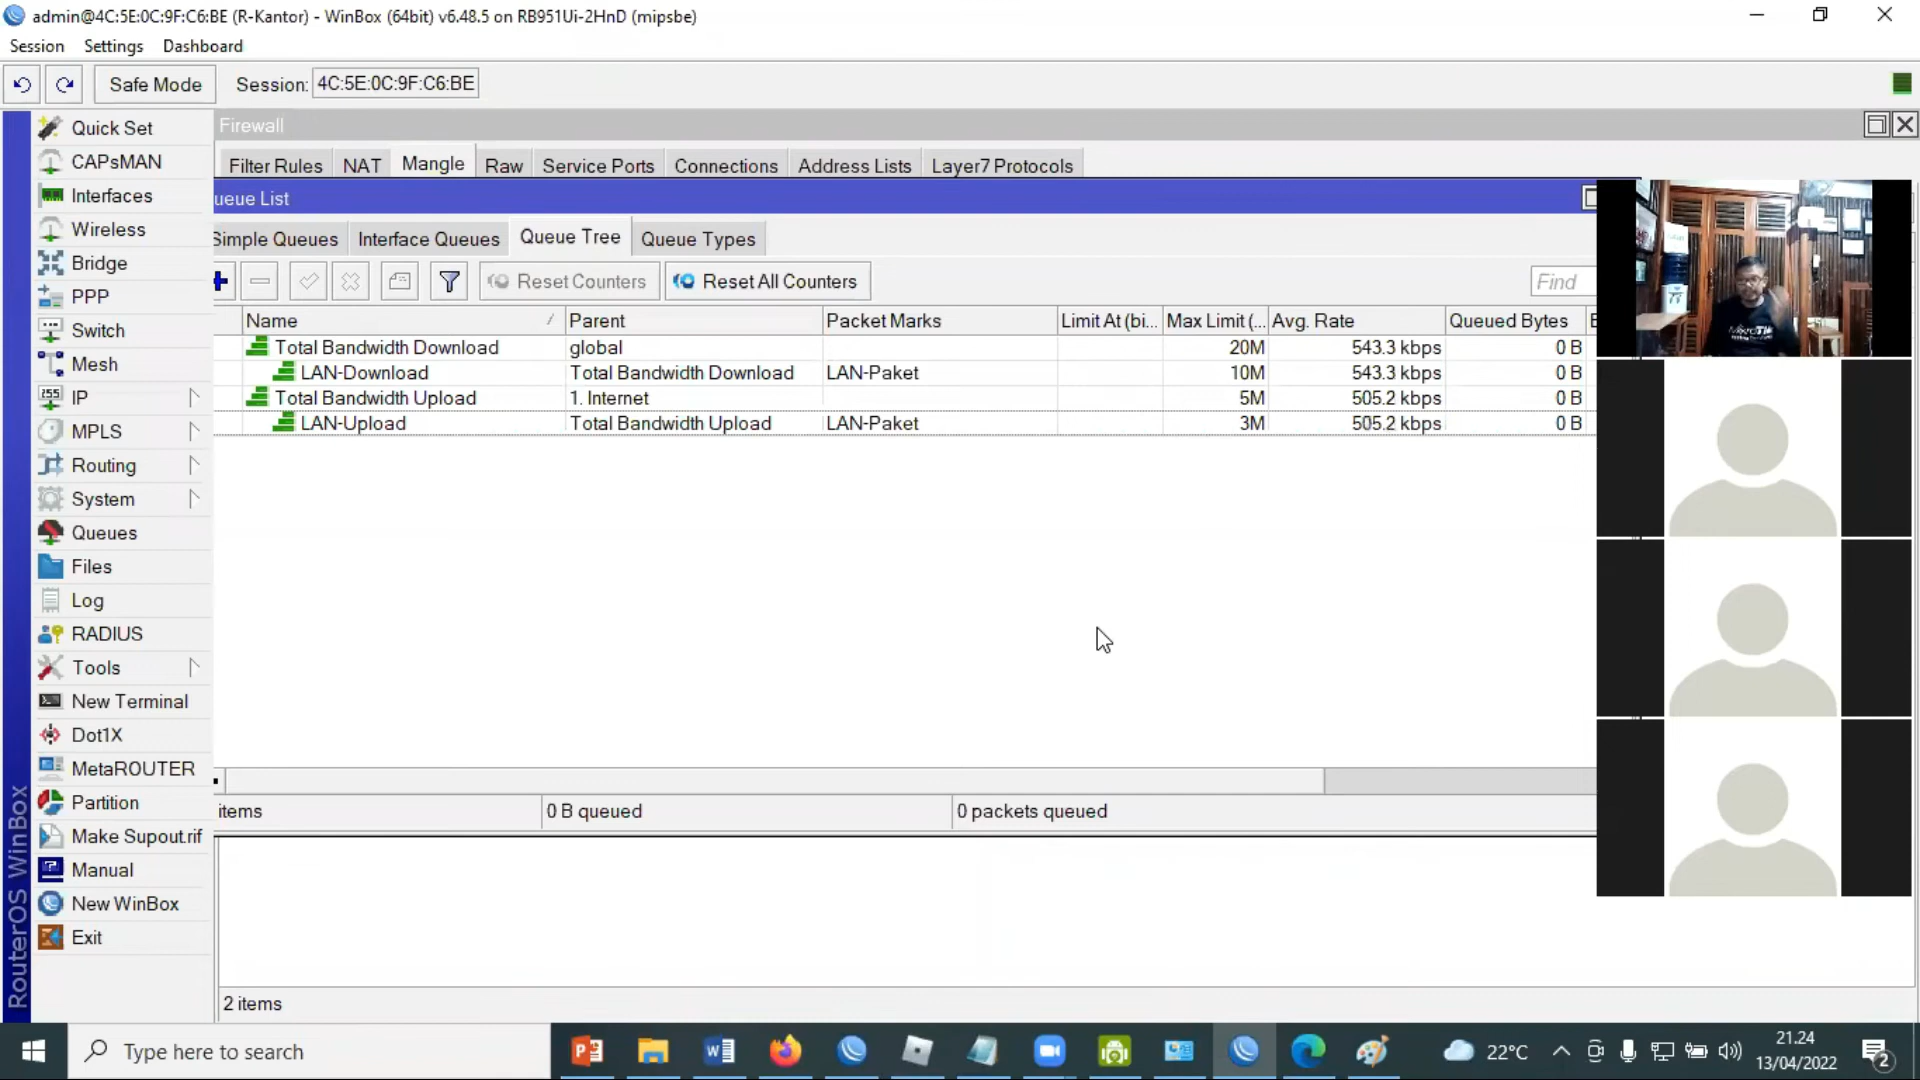 admin@4C:5E:0C:9F:C6:BE (R-Kantor) - WinBox (64bit) v6.48.5 on RB951Ui-2HnD (mipsbe)
Session Settings Dashboard
Safe Mode Session: 4C:5E:0C:9F:C6:BE
Firewall
Filter Rules NAT Mangle Raw Service Ports Connections Address Lists Layer7 Protocols
ueue List
Simple Queues Interface Queues Queue Tree Queue Types
Reset Counters Reset All Counters Find
Name Parent Packet Marks Limit At (bi... Max Limit (... Avg. Rate Queued Bytes
Total Bandwidth Download global 20M 543.3 kbps 0 B
LAN-Download Total Bandwidth Download LAN-Paket 10M 543.3 kbps 0 B
Total Bandwidth Upload 1. Internet 5M 505.2 kbps 0 B
LAN-Upload Total Bandwidth Upload LAN-Paket 3M 505.2 kbps 0 B
items 0 B queued 0 packets queued
2 items
Quick Set
CAPsMAN
Interfaces
Wireless
Bridge
PPP
Switch
Mesh
IP
MPLS
Routing
System
Queues
Files
Log
RADIUS
Tools
New Terminal
Dot1X
MetaROUTER
Partition
Make Supout.rif
Manual
New WinBox
Exit
RouterOS WinBox
Type here to search
22°C
21.24
13/04/2022
2